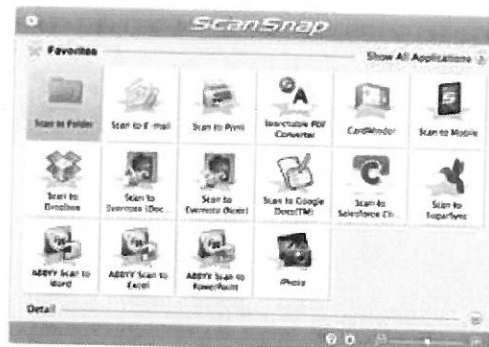 ScanSnap
Favorites
Show All Applications
Scan to Folder
Scan to E-mail
Scan to Print
Searchable PDF
Converter
CardMinder
Scan to Mobile
Scan to
Dropbox
Scan to
Evernote (Doc...
Scan to
Evernote (Note)
Scan to Google
Docs(TM)
Scan to
Salesforce Ch...
Scan to
SugarSync
ABBYY Scan to
Word
ABBYY Scan to
Excel
ABBYY Scan to
PowerPoint
iPhoto
Detail